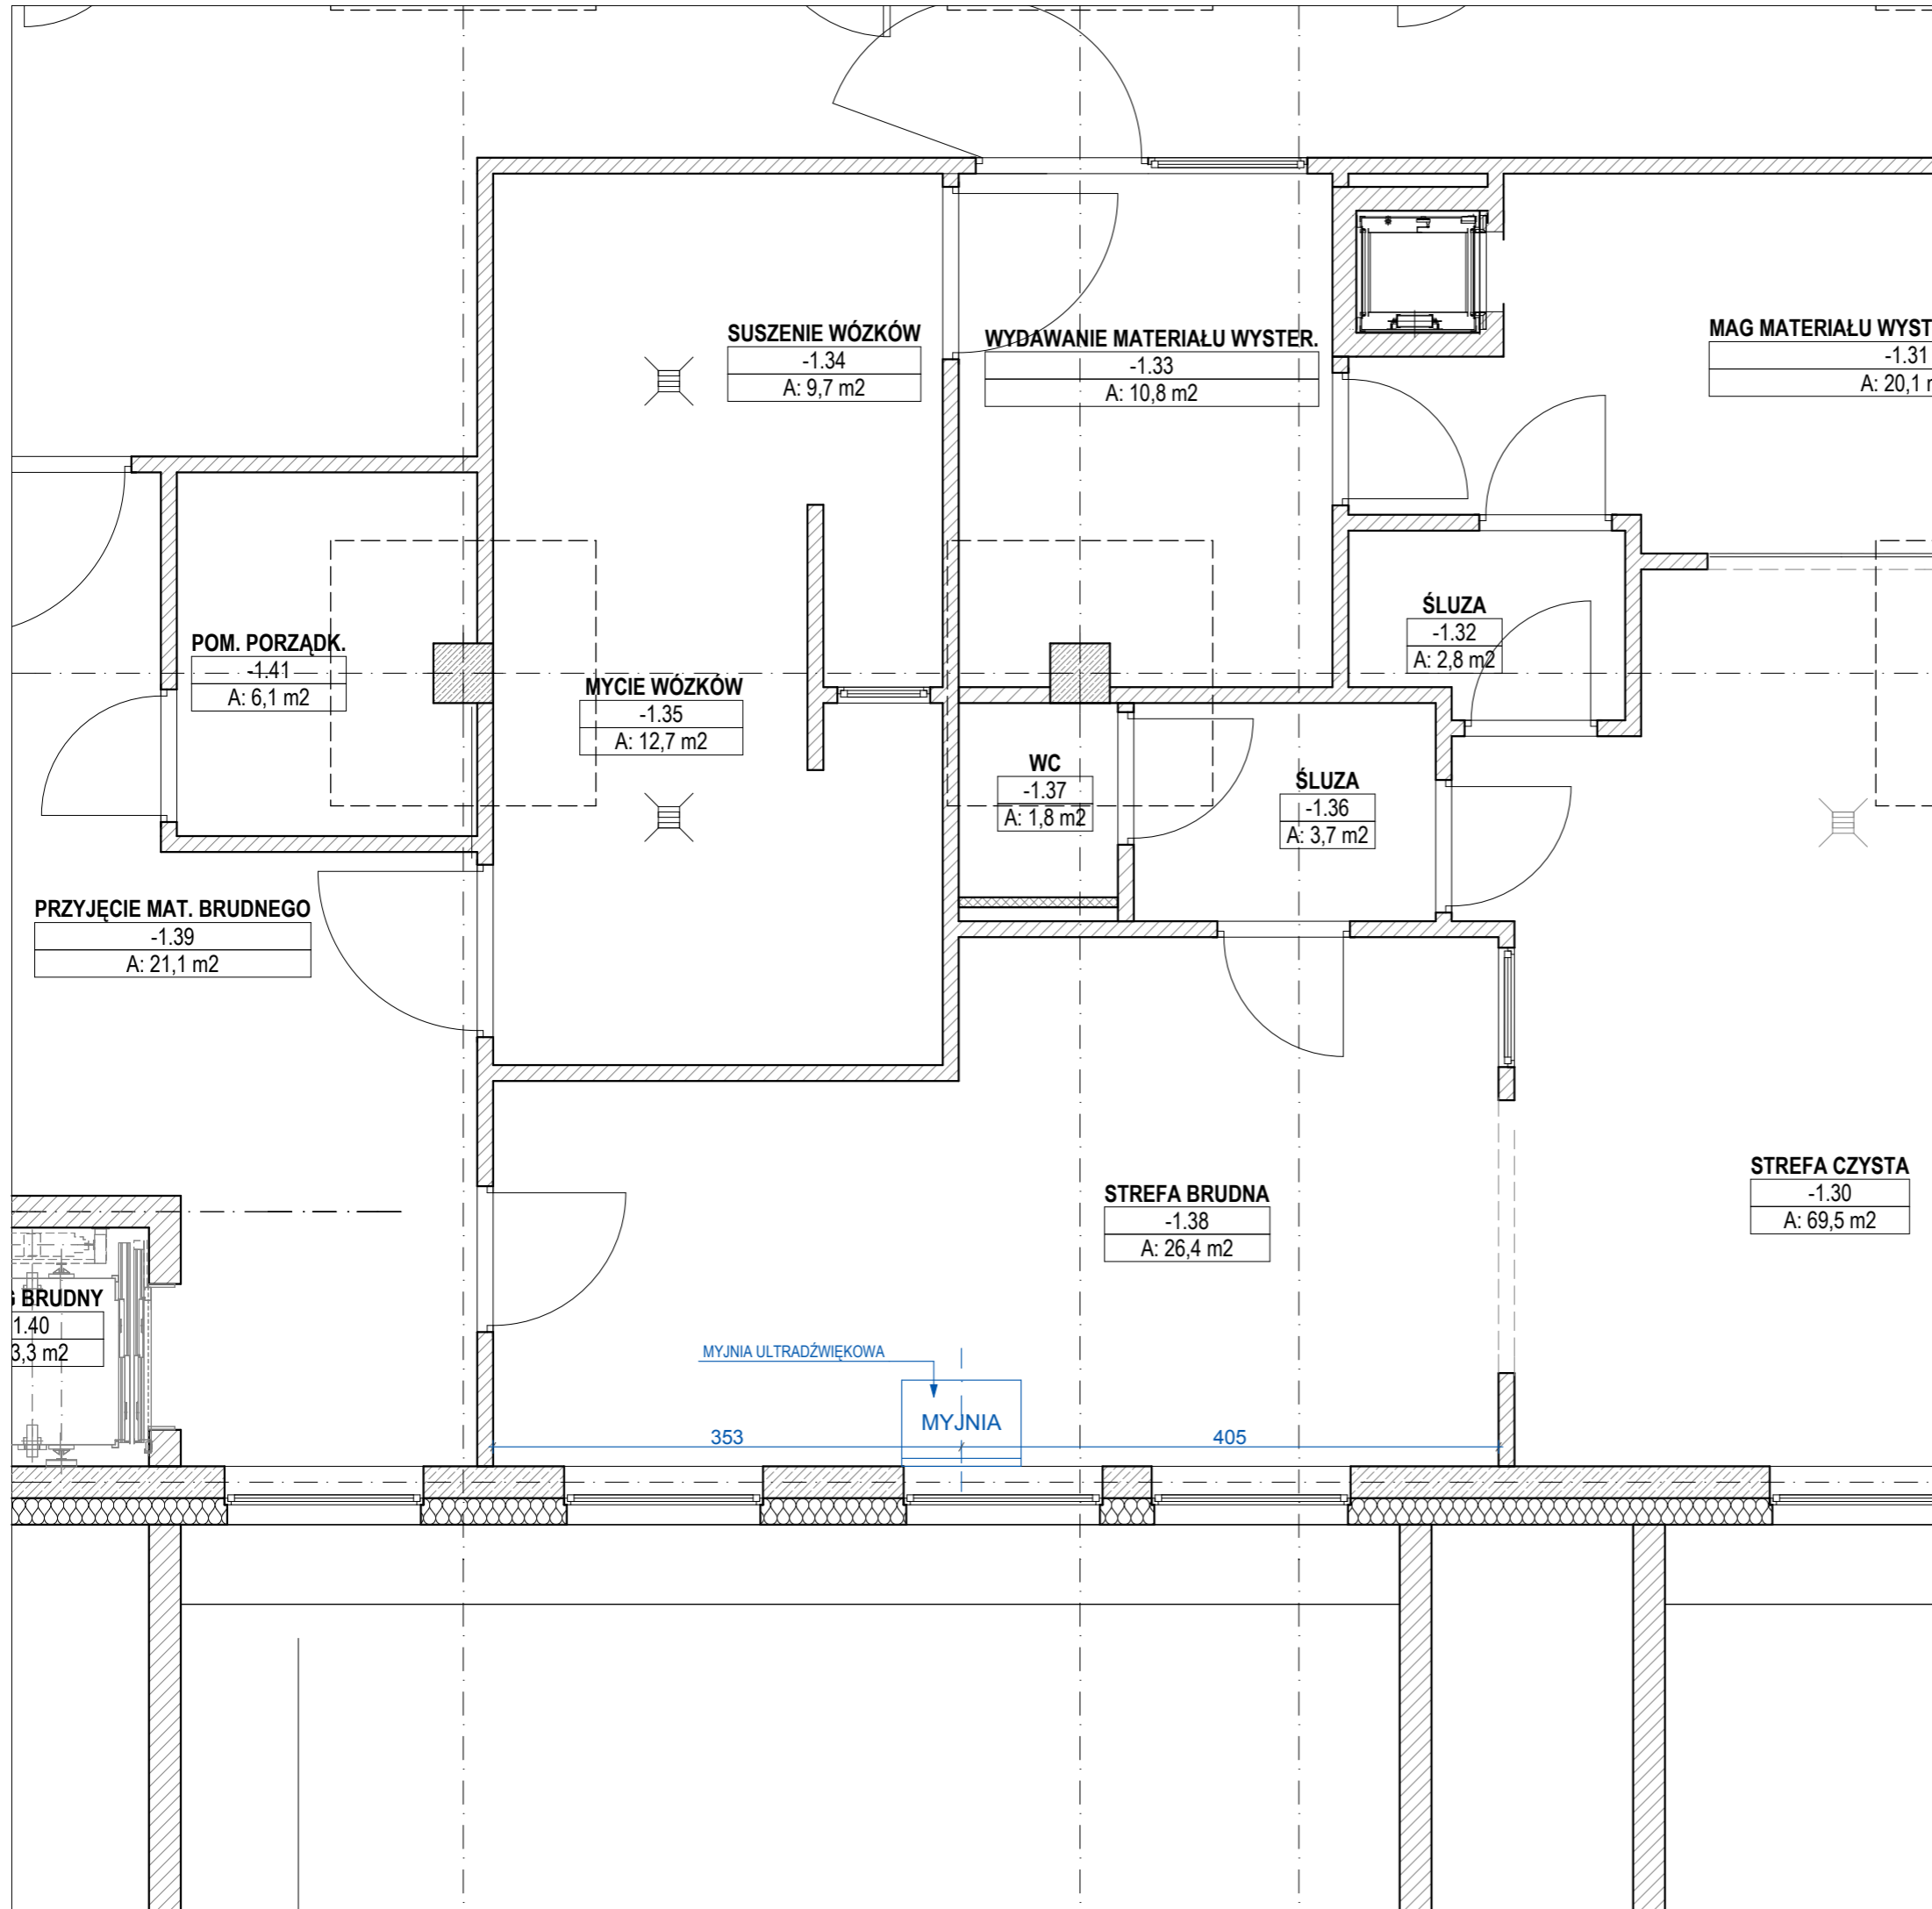 SUSZENIE WÓZKÓW
-1.34
A: 9,7 m2
WYDAWANIE MATERIAŁU WYSTER.
-1.33
A: 10,8 m2
MAG MATERIAŁU WYST
-1.31
A: 20,1
POM. PORZĄDK.
-1.41
A: 6,1 m2
MYCIE WÓZKÓW
-1.35
A: 12,7 m2
ŚLUZA
-1.32
A: 2,8 m2
WC
-1.37
A: 1,8 m2
ŚLUZA
-1.36
A: 3,7 m2
PRZYJĘCIE MAT. BRUDNEGO
-1.39
A: 21,1 m2
STREFA BRUDNA
-1.38
A: 26,4 m2
STREFA CZYSTA
-1.30
A: 69,5 m2
BRUDNY
1.40
3,3 m2
MYJNIA ULTRADŹWIĘKOWA
MYJNIA
353
405